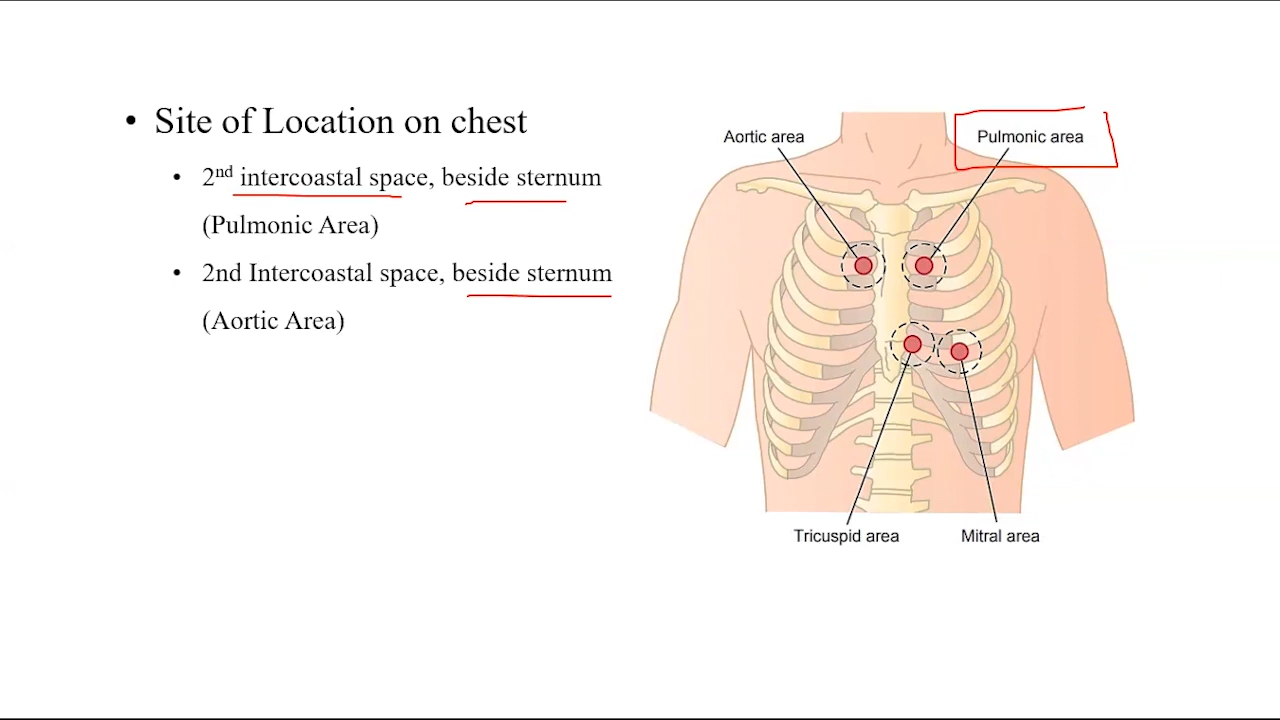 • Site of Location on chest
• 2nd intercoastal space, beside sternum
(Pulmonic Area)
• 2nd Intercoastal space, beside sternum
(Aortic Area)
Aortic area
Pulmonic area
Tricuspid area
Mitral area